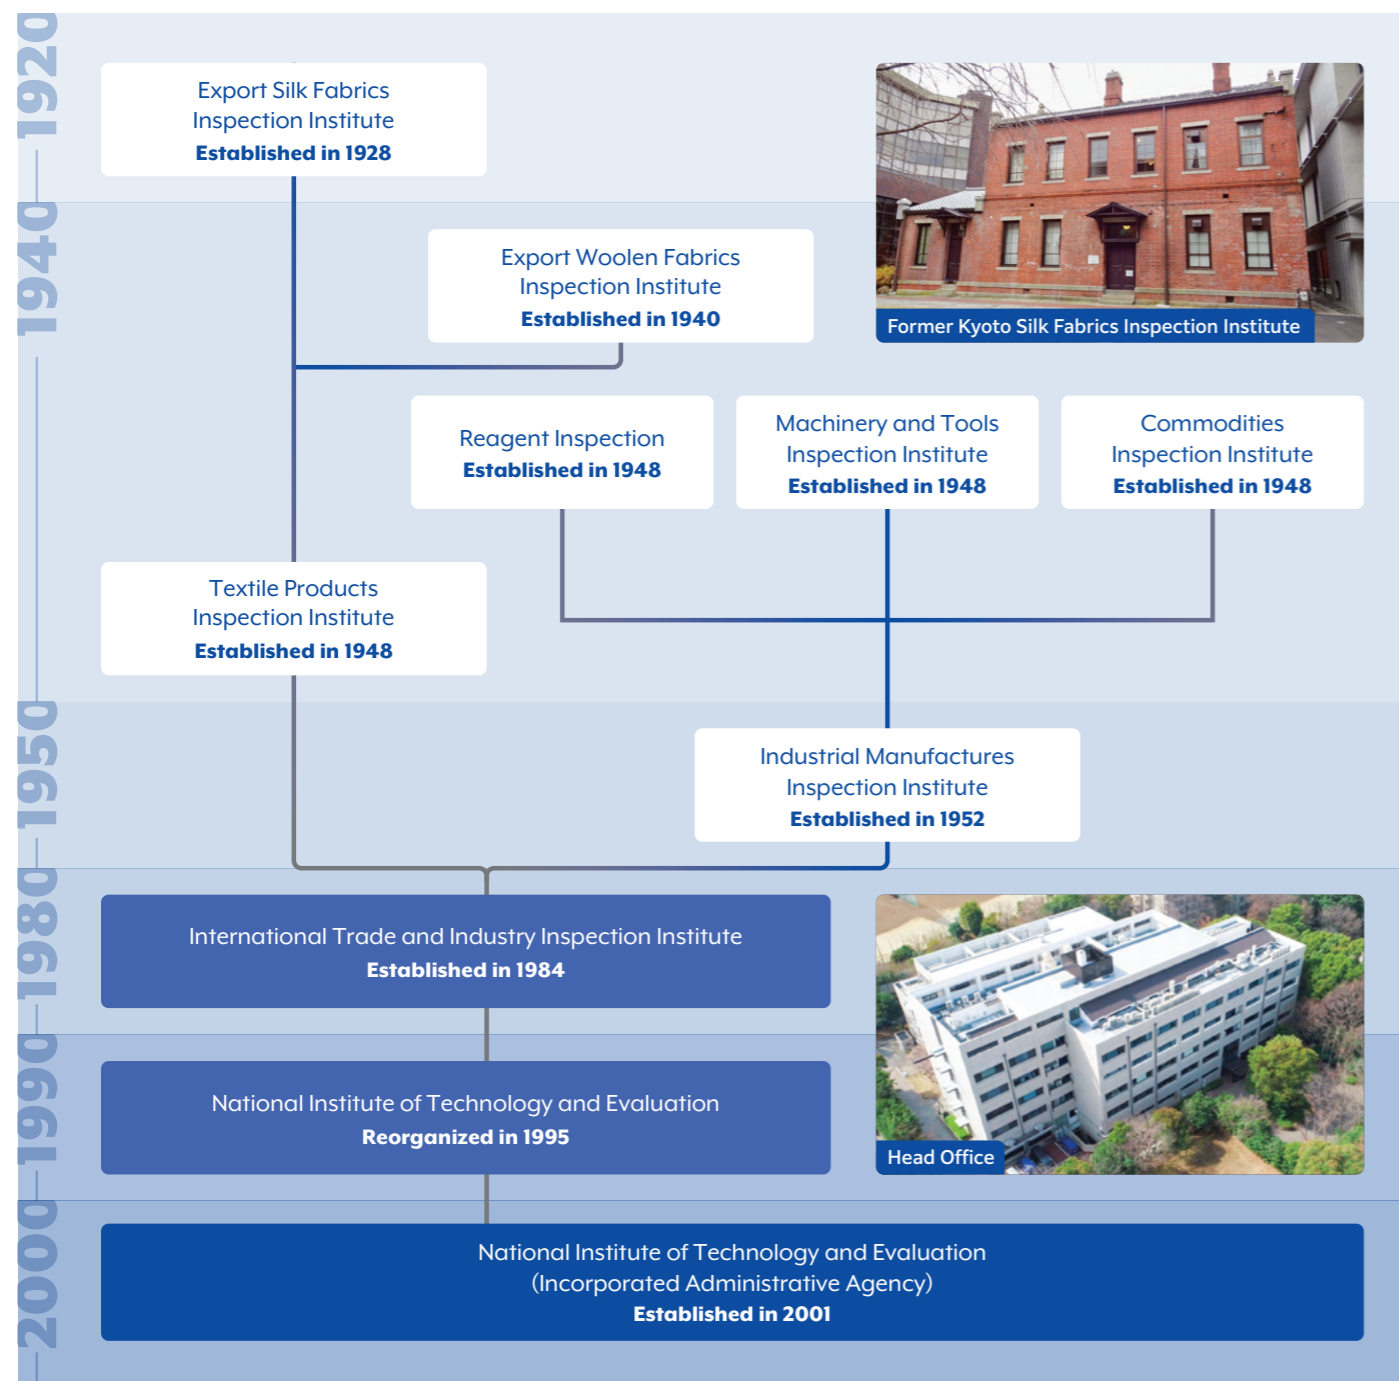 1920
Export Silk Fabrics
Inspection Institute
Established in 1928
Former Kyoto Silk Fabrics Inspection Institute
1940
Export Woolen Fabrics
Inspection Institute
Established in 1940
Reagent Inspection
Established in 1948
Machinery and Tools
Inspection Institute
Established in 1948
Commodities
Inspection Institute
Established in 1948
Textile Products
Inspection Institute
Established in 1948
1950
Industrial Manufactures
Inspection Institute
Established in 1952
1980
International Trade and Industry Inspection Institute
Established in 1984
1990
National Institute of Technology and Evaluation
Reorganized in 1995
Head Office
2000
National Institute of Technology and Evaluation
(Incorporated Administrative Agency)
Established in 2001